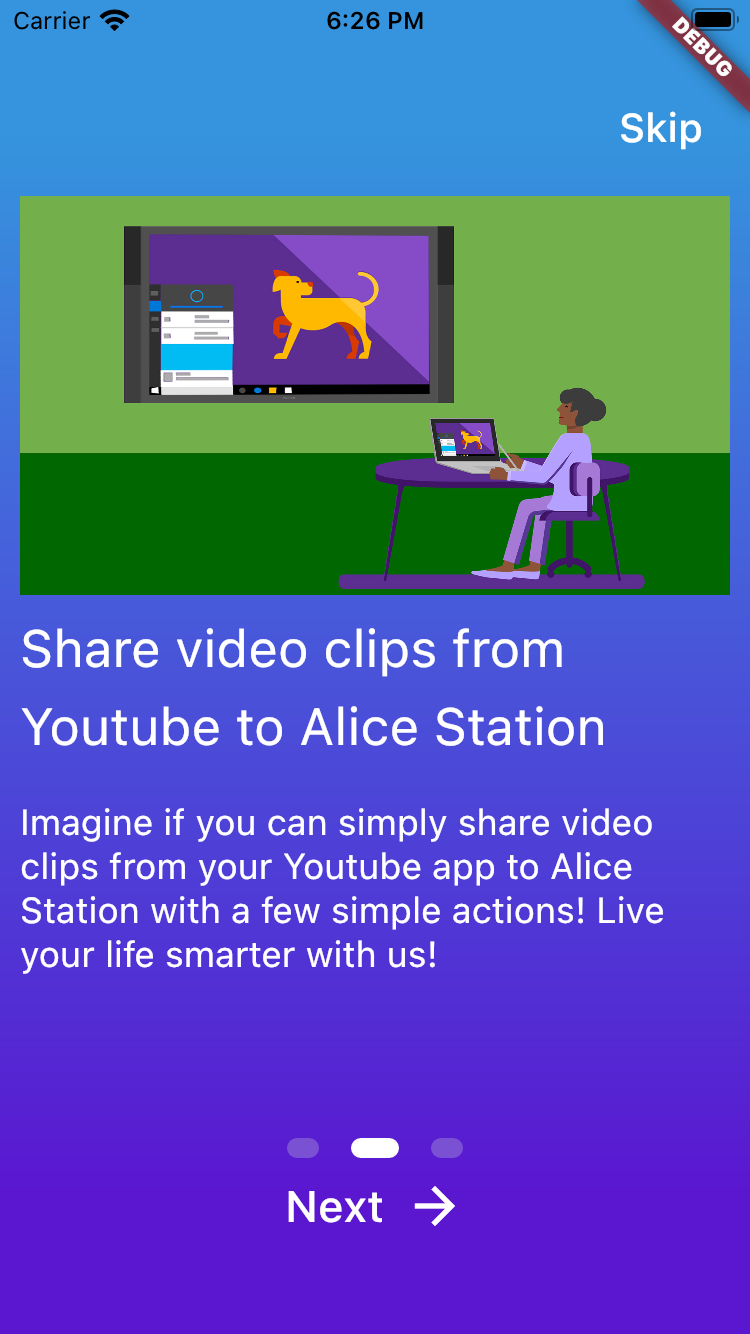 Carrier 6:26 PM
DEBUG
Skip
Share video clips from
Youtube to Alice Station
Imagine if you can simply share video
clips from your Youtube app to Alice
Station with a few simple actions! Live
your life smarter with us!
Next